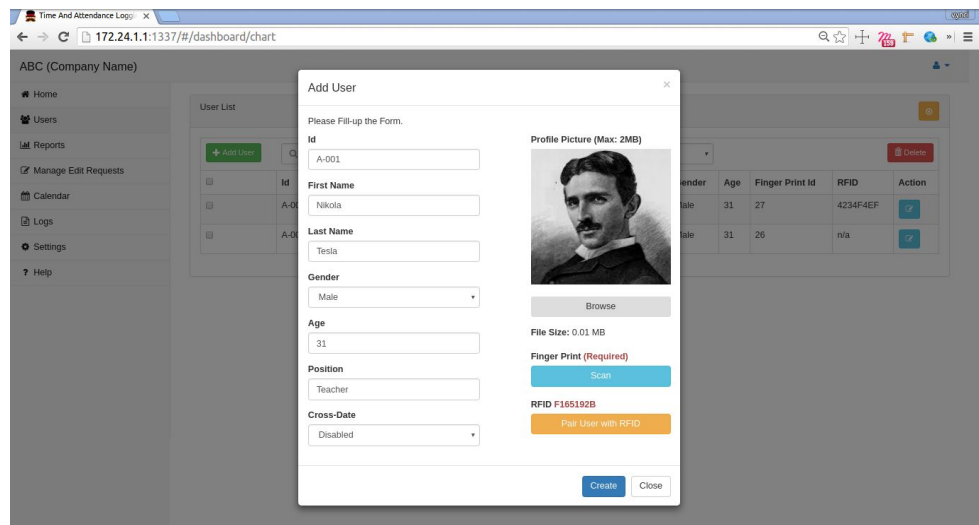 Time And Attendance Loggi
vynci
172.24.1.1:1337/#/dashboard/chart
ABC (Company Name)
Home
Users
Reports
Manage Edit Requests
Calendar
Logs
Settings
? Help
User List
+ Add User
Delete
Id
ender
Age
Finger Print Id
RFID
Action
A-00
Male
31
27
4234F4EF
A-00
Male
31
26
n/a
Add User
×
Please Fill-up the Form.
Id
A-001
First Name
Nikola
Last Name
Tesla
Gender
Male
Age
31
Position
Teacher
Cross-Date
Disabled
Profile Picture (Max: 2MB)
Browse
File Size: 0.01 MB
Finger Print (Required)
Scan
RFID F165192B
Pair User with RFID
Create
Close